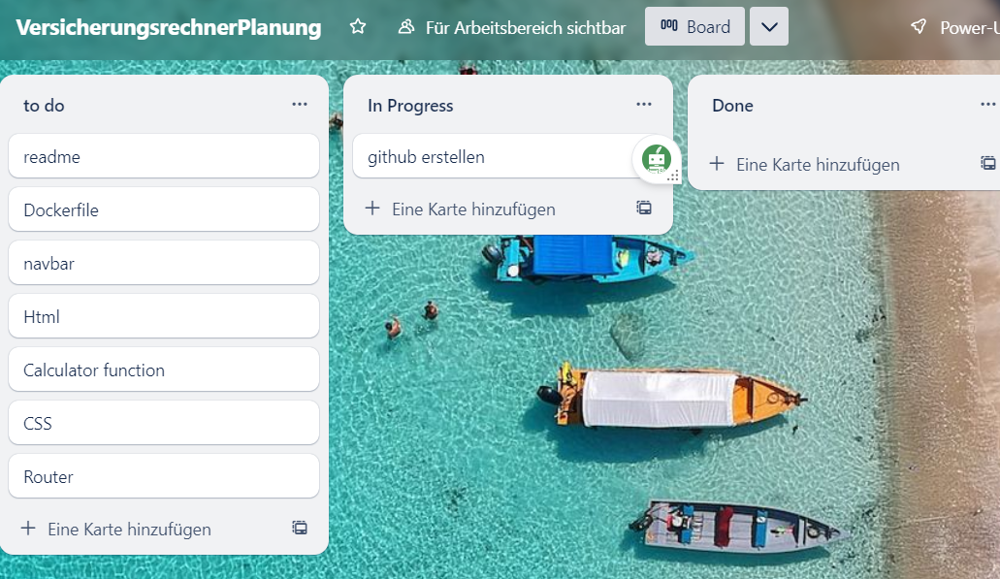 VersicherungsrechnerPlanung
Für Arbeitsbereich sichtbar
Board
to do
readme
Dockerfile
navbar
Html
Calculator function
CSS
Router
Eine Karte hinzufügen
In Progress
github erstellen
Eine Karte hinzufügen
Done
Eine Karte hinzufügen